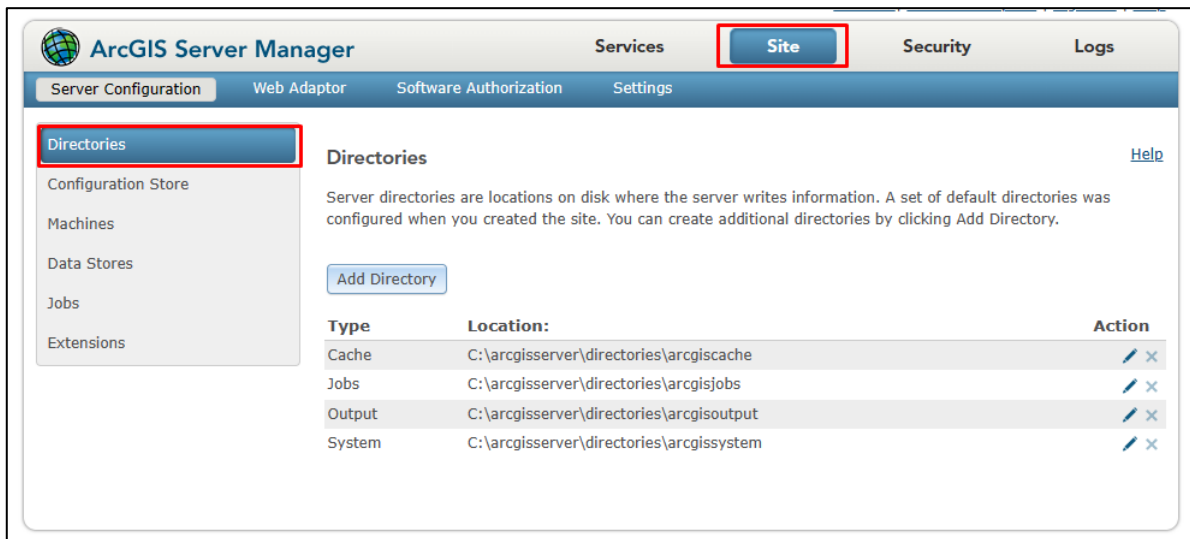 ArcGIS Server Manager
Services Site Security Logs
Server Configuration Web Adaptor Software Authorization Settings
Directories
Configuration Store
Machines
Data Stores
Jobs
Extensions
Directories Help
Server directories are locations on disk where the server writes information. A set of default directories was
configured when you created the site. You can create additional directories by clicking Add Directory.
Add Directory
Type Location: Action
Cache C:\arcgisserver\directories\arcgiscache
Jobs C:\arcgisserver\directories\arcgisjobs
Output C:\arcgisserver\directories\arcgisoutput
System C:\arcgisserver\directories\arcgissystem